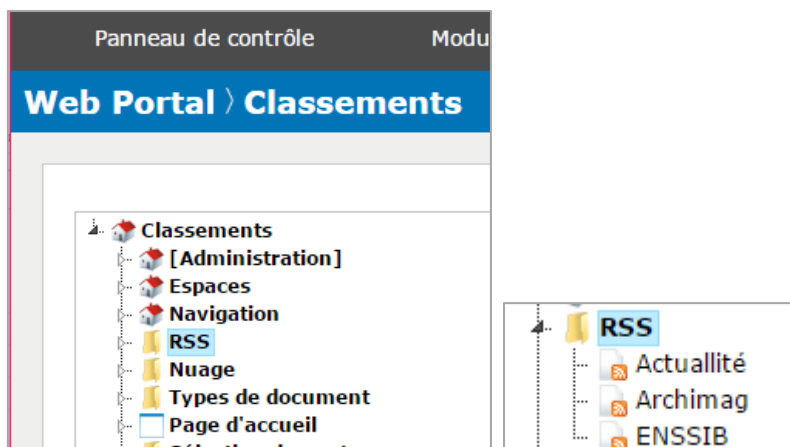 Panneau de contrôle Modu
Web Portal 〉 Classements
Classements
[Administration]
Espaces
Navigation
RSS
Nuage
Types de document
Page d'accueil
RSS
Actuallité
Archimag
ENSSIB